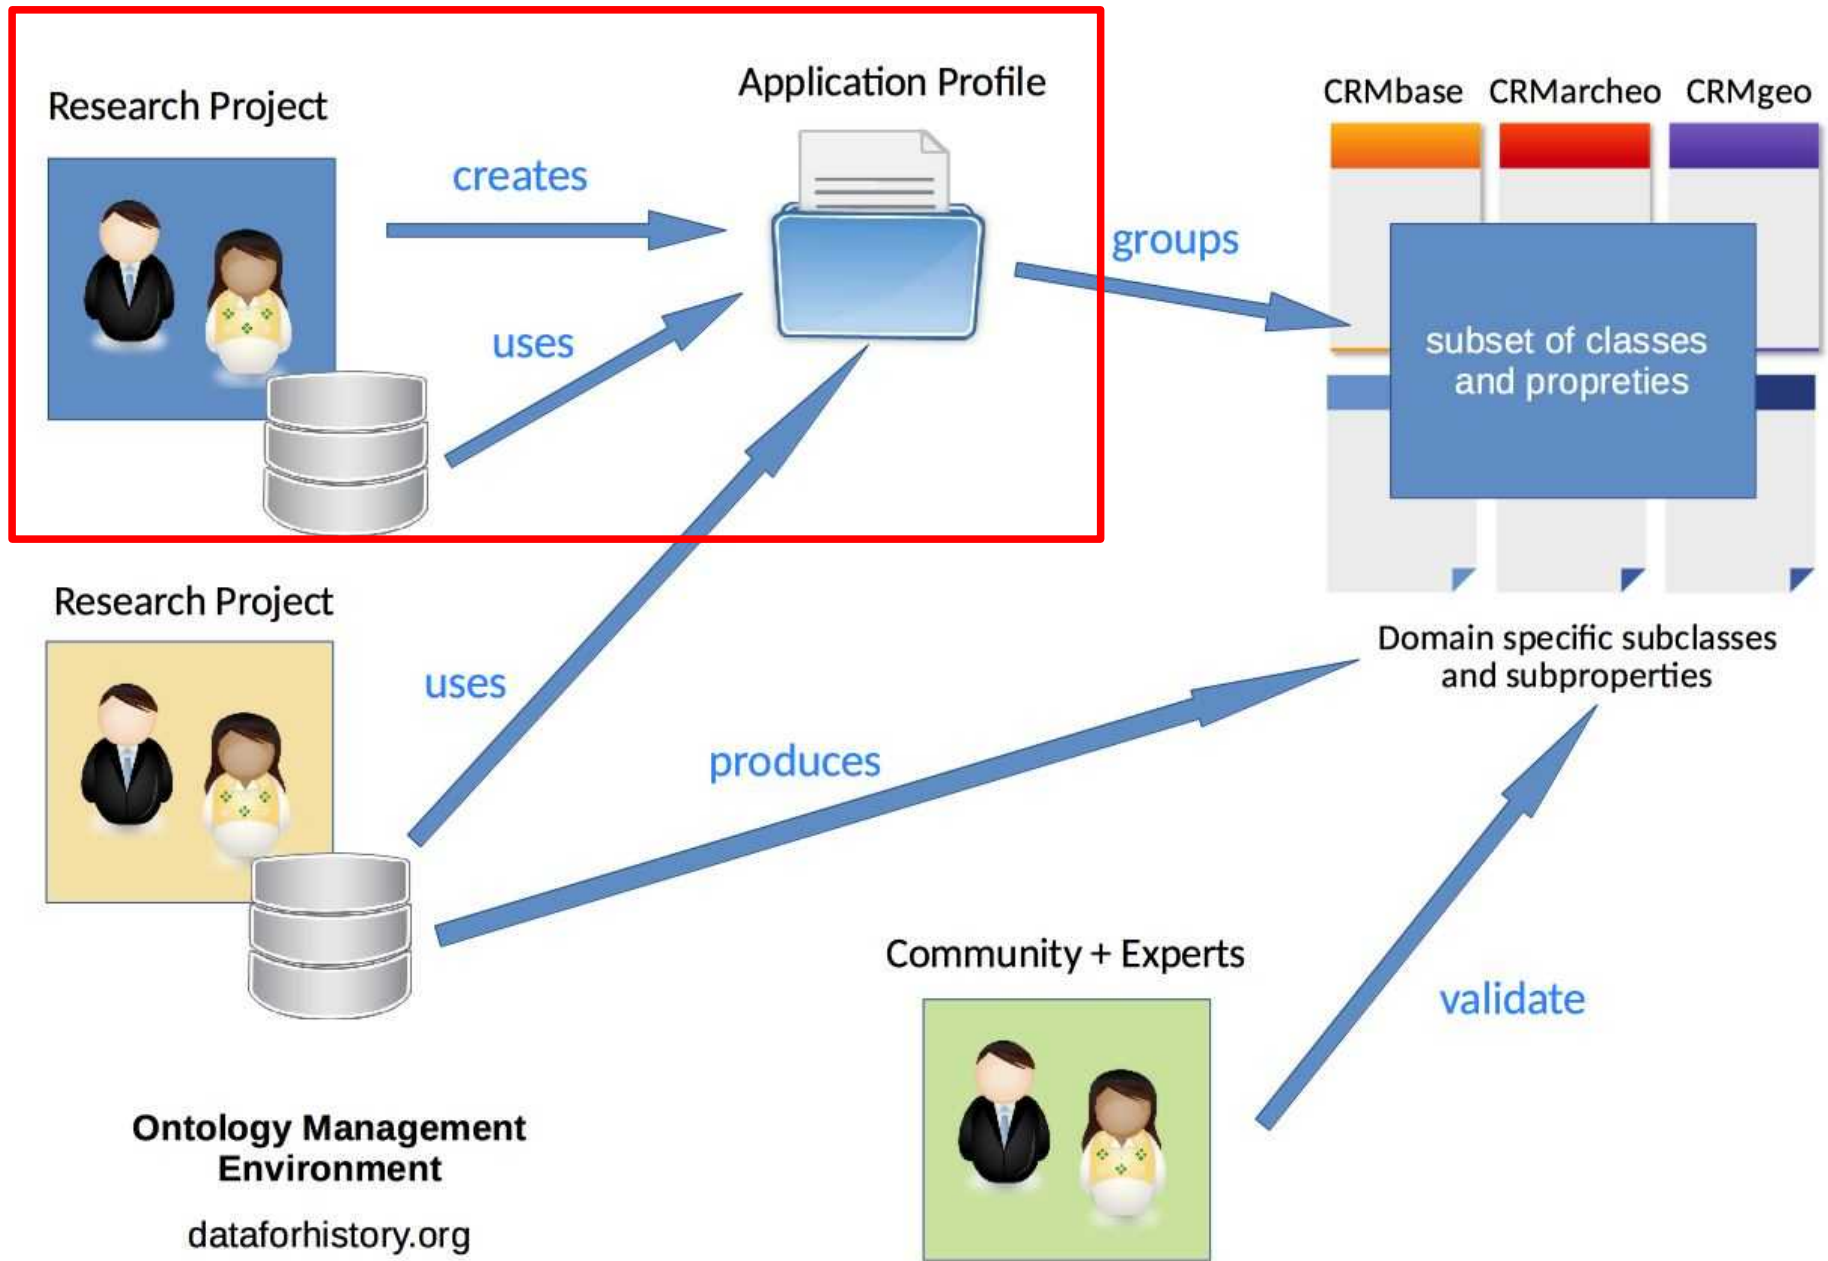 Research Project
Application Profile
CRMbase CRMarcheo CRMgeo
creates
groups
uses
subset of classes
and propreties
Research Project
Domain specific subclasses
and subproperties
uses
produces
Community + Experts
validate
Ontology Management
Environment
dataforhistory.org